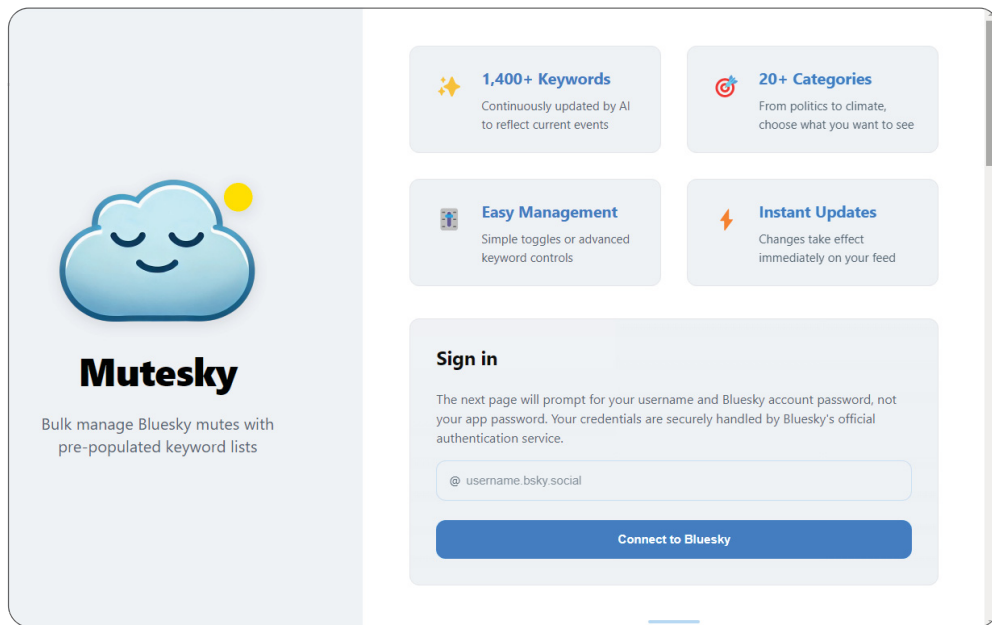 Mutesky
Bulk manage Bluesky mutes with
pre-populated keyword lists
1,400+ Keywords
Continuously updated by AI
to reflect current events
20+ Categories
From politics to climate,
choose what you want to see
Easy Management
Simple toggles or advanced
keyword controls
Instant Updates
Changes take effect
immediately on your feed
Sign in
The next page will prompt for your username and Bluesky account password, not
your app password. Your credentials are securely handled by Bluesky's official
authentication service.
@ username.bsky.social
Connect to Bluesky